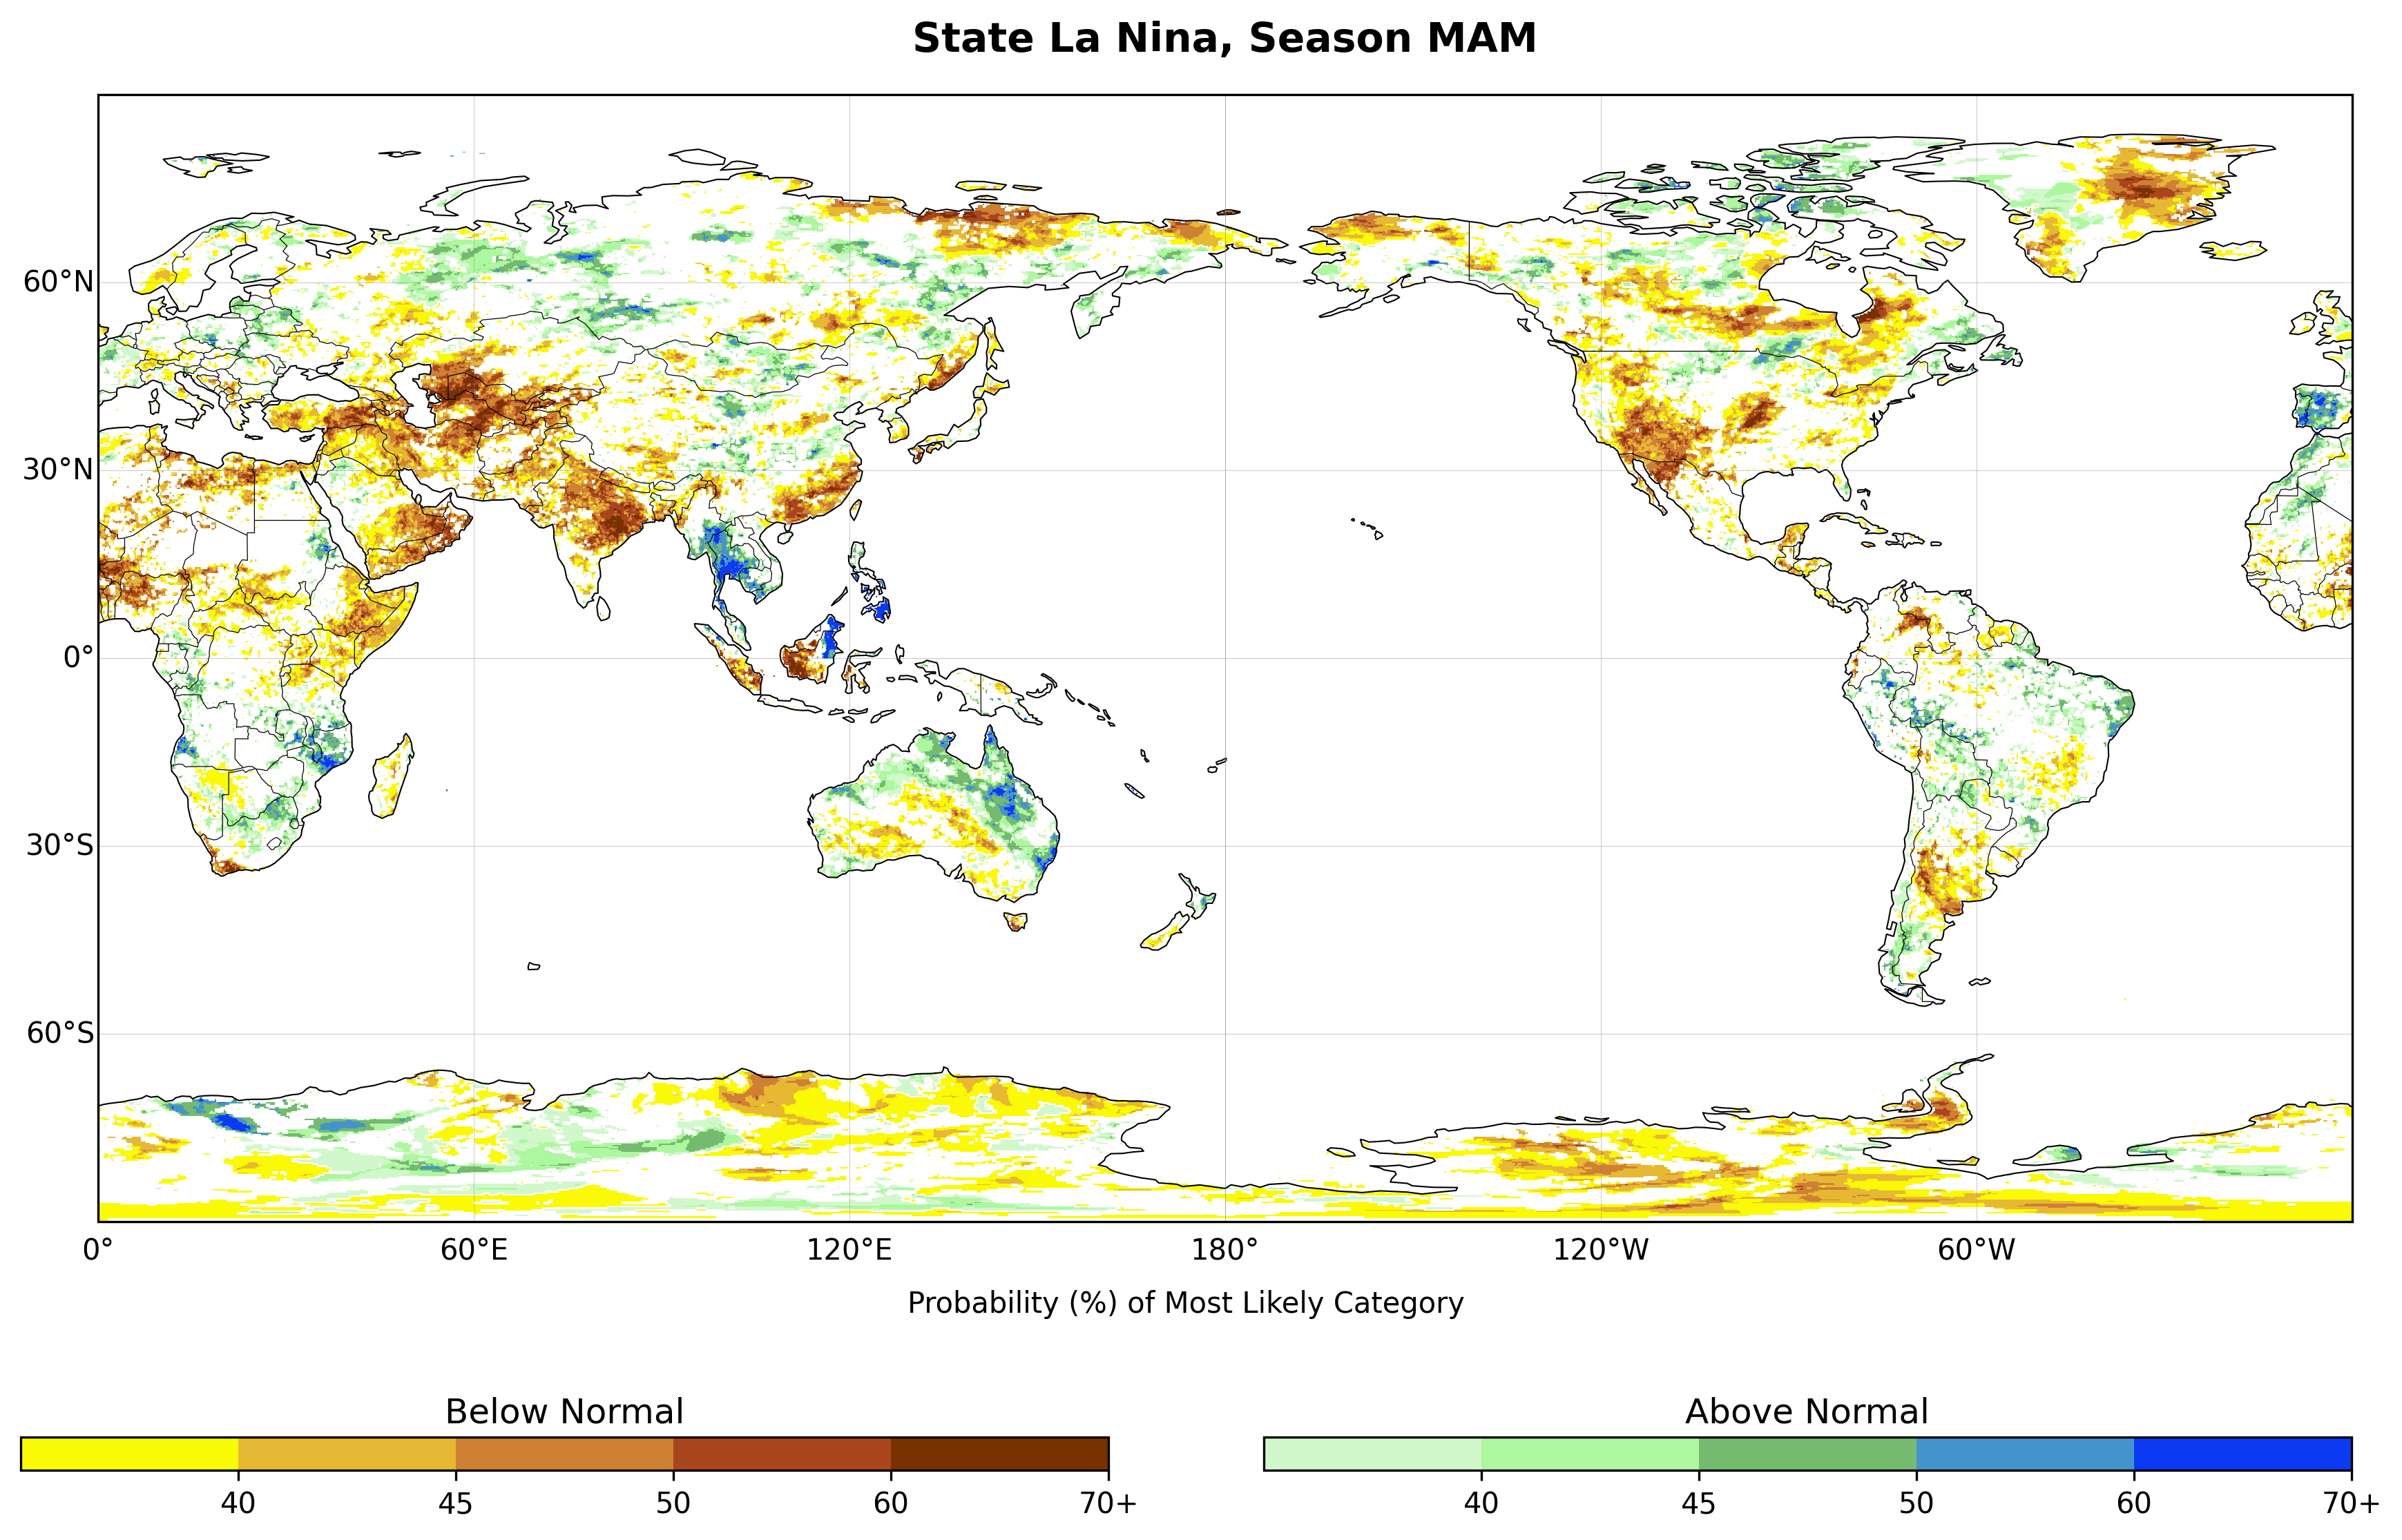 State La Nina, Season MAM
60°N
30°N
0°
30°S
60°S
0° 60°E 120°E 180° 120°W 60°W
Probability (%) of Most Likely Category
Below Normal
40 45 50 60 70+
Above Normal
40 45 50 60 70+